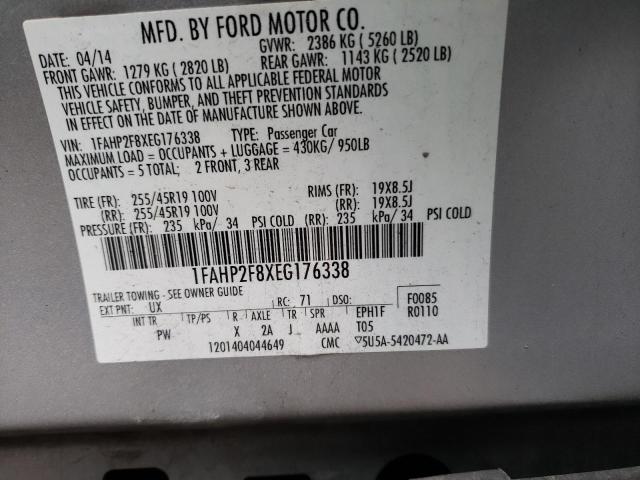 MFD. BY FORD MOTOR CO.
DATE: 04/14 GVWR: 2386 KG ( 5260 LB)
FRONT GAWR: 1279 KG ( 2820 LB) REAR GAWR: 1143 KG ( 2520 LB)
THIS VEHICLE CONFORMS TO ALL APPLICABLE FEDERAL MOTOR
VEHICLE SAFETY, BUMPER, AND THEFT PREVENTION STANDARDS
IN EFFECT ON THE DATE OF MANUFACTURE SHOWN ABOVE.
VIN: 1FAHP2F8XEG176338 TYPE: Passenger Car
MAXIMUM LOAD = OCCUPANTS + LUGGAGE = 430KG/ 950LB
OCCUPANTS = 5 TOTAL; 2 FRONT, 3 REAR
TIRE (FR): 255/45R19 100V RIMS (FR): 19X8.5J
(RR): 255/45R19 100V (RR): 19X8.5J
PRESSURE (FR): 235 kPa/ 34 PSI COLD (RR): 235 kPa/ 34 PSI COLD
1FAHP2F8XEG176338
TRAILER TOWING - SEE OWNER GUIDE
EXT PNT: UX RC: 71 DSO: F0085
INT TR TP/PS R AXLE TR SPR EPH1F R0110
PW X 2A J AAAA T05
1201404044649 CMC ▽5U5A-5420472-AA